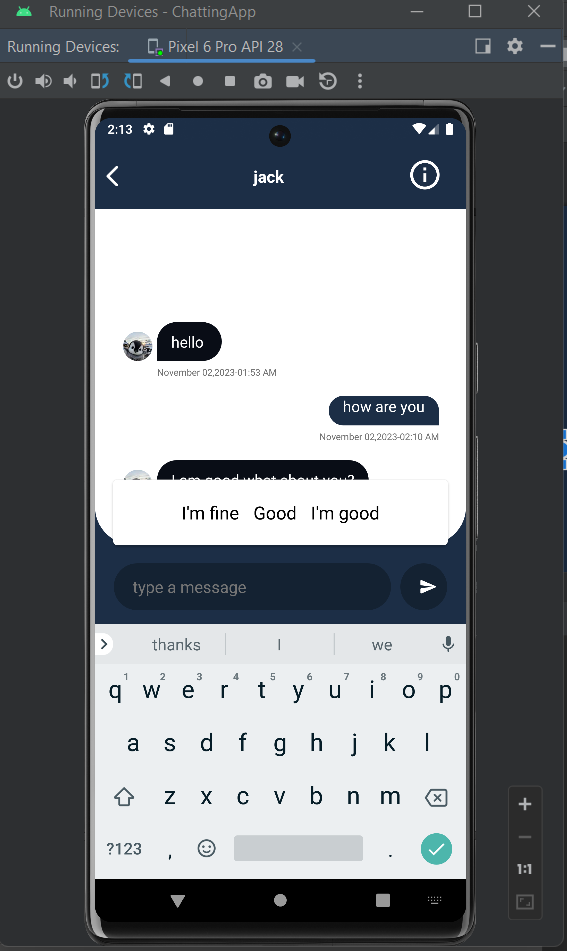 Running Devices - ChattingApp
Running Devices: Pixel 6 Pro API 28
2:13
jack
hello
November 02,2023-01:53 AM
how are you
November 02,2023-02:10 AM
I am good what about you?
I'm fine Good I'm good
type a message
thanks I we
1 2 3 4 5 6 7 8 9 0
q w e r t y u i o p
a s d f g h j k l
z x c v b n m
?123 , .
1:1